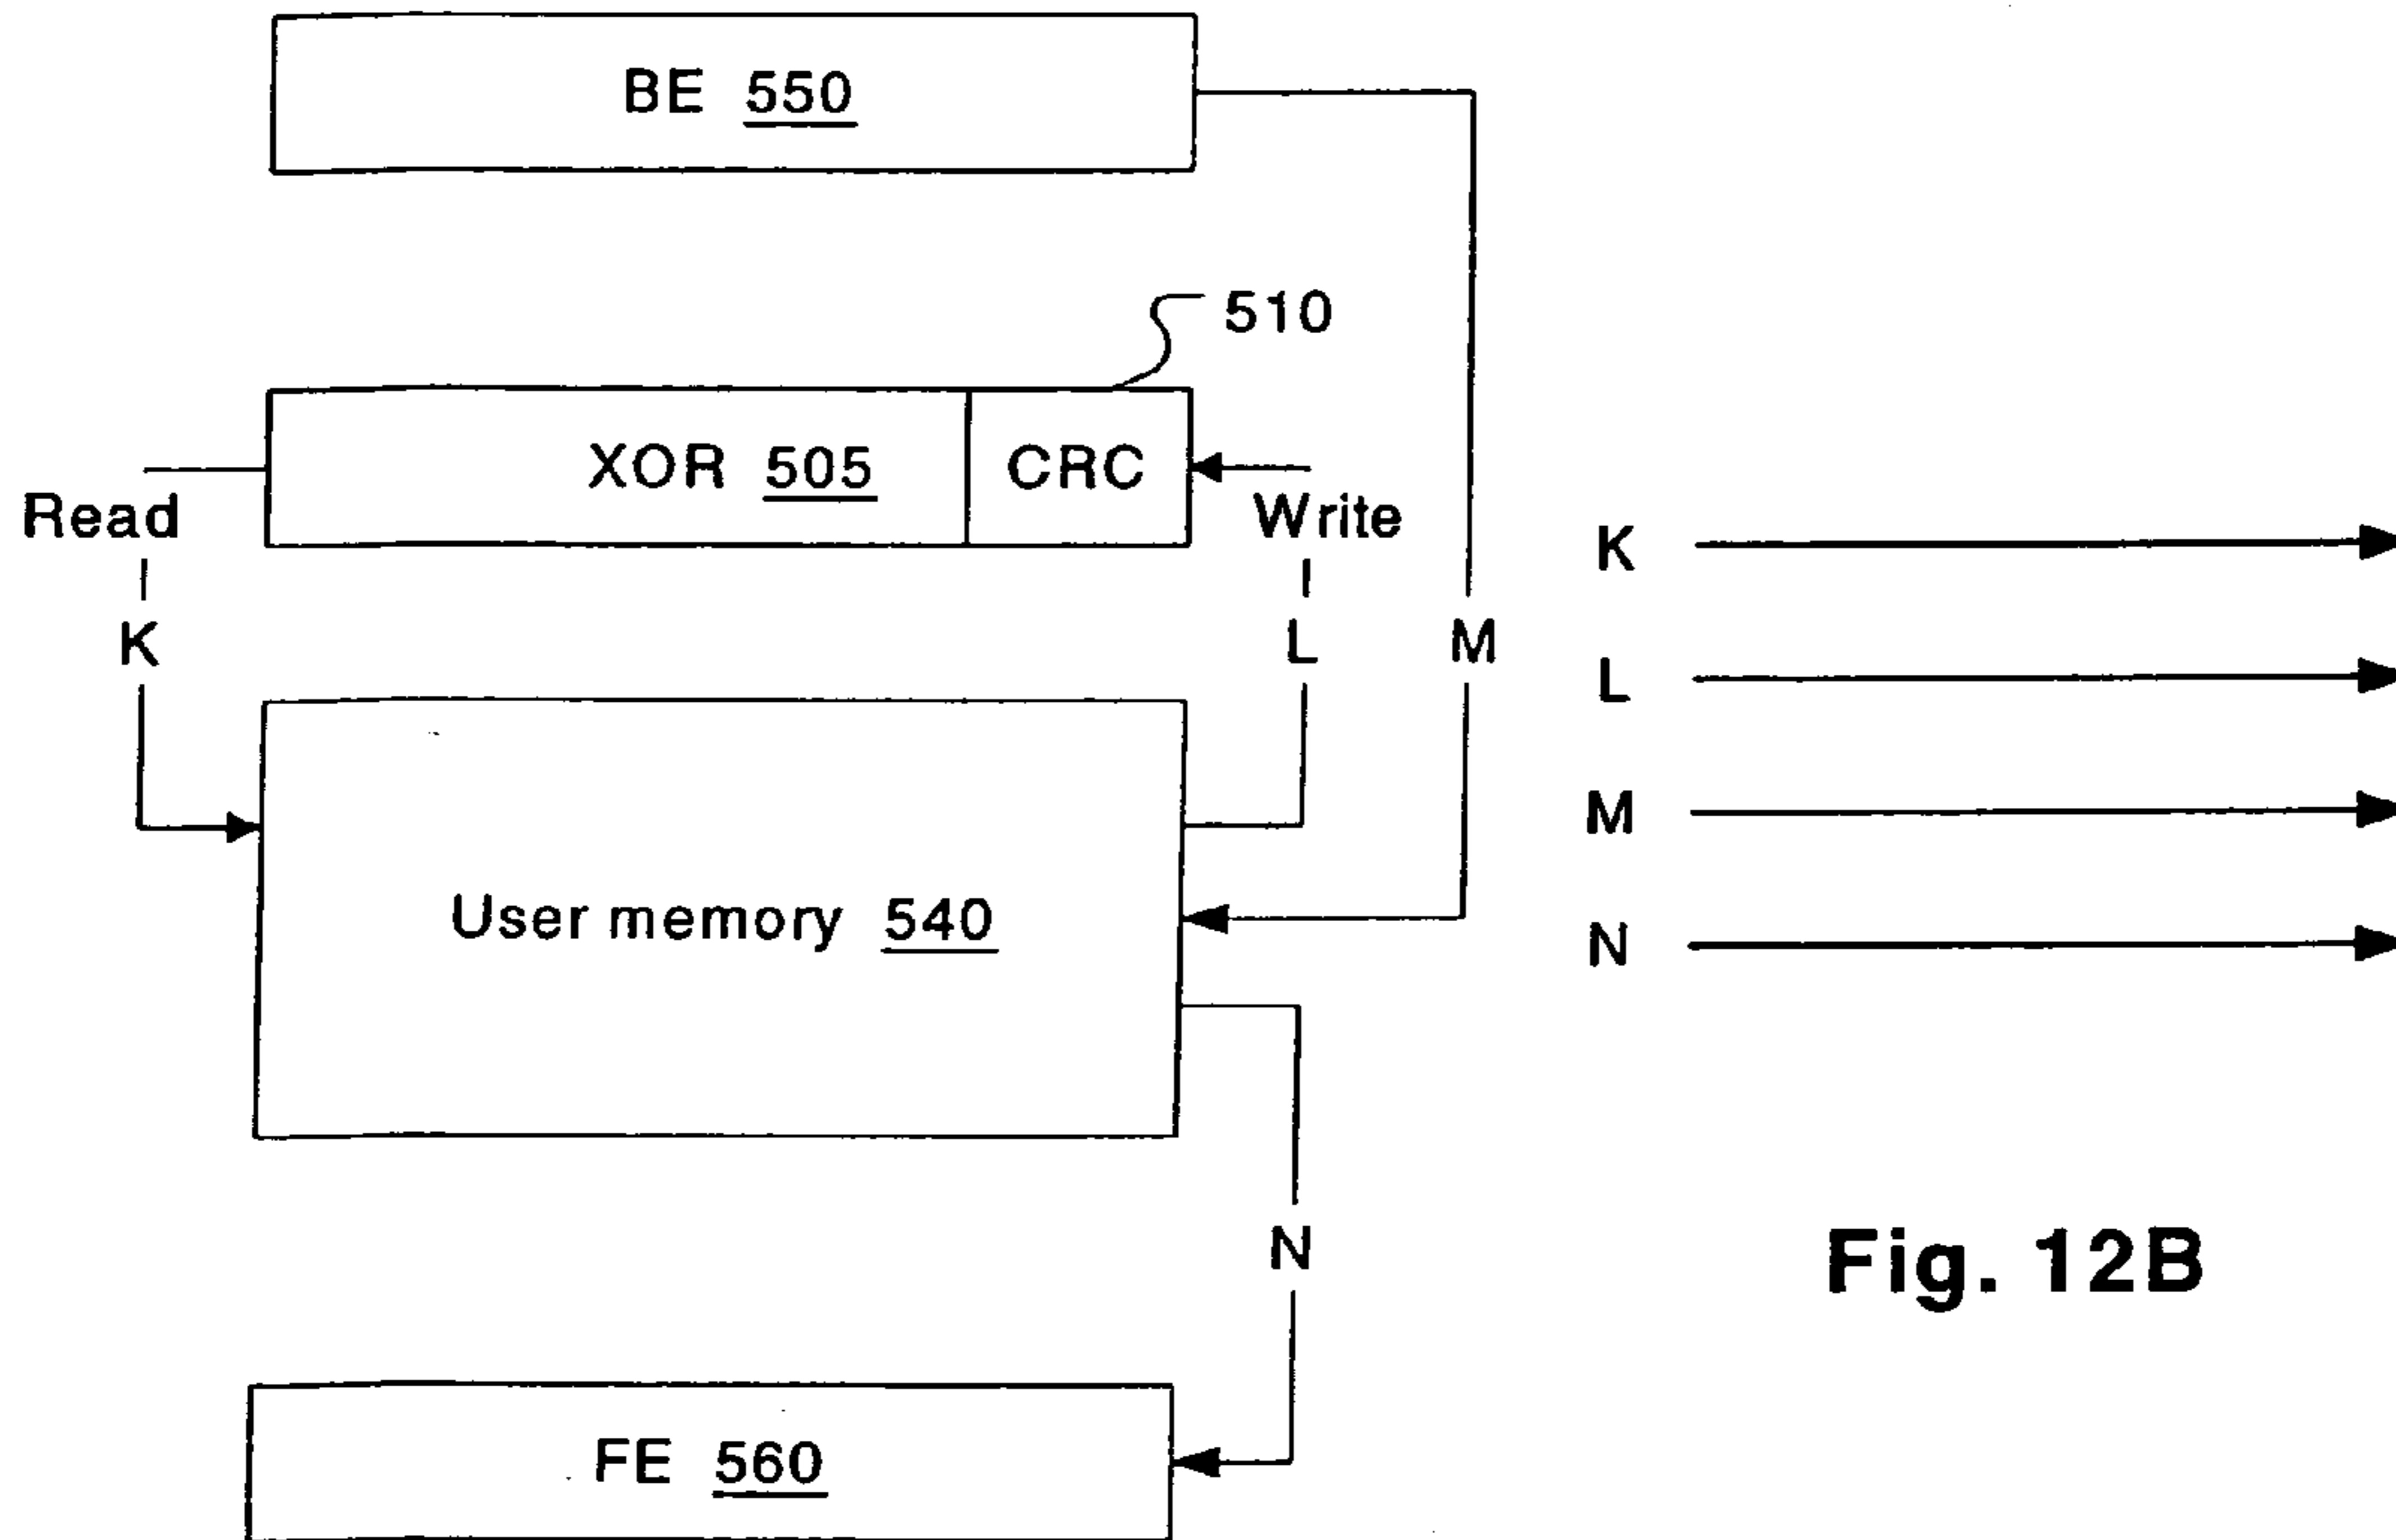 BE 550
510
XOR 505
CRC
Read
Write
K
L
M
User memory 540
N
FE 560
K
L
M
N
Fig. 12B